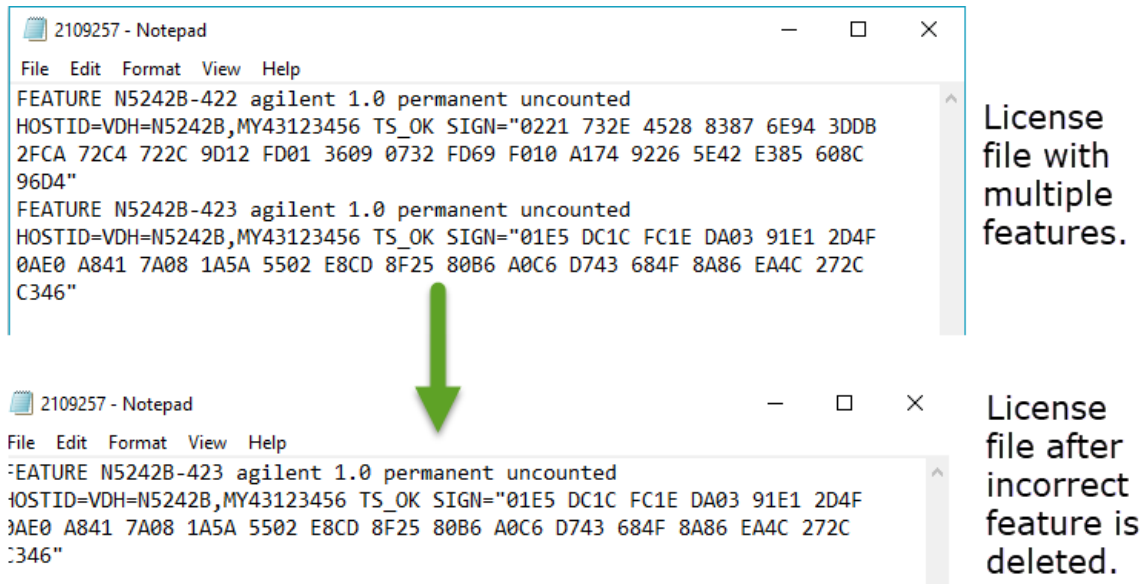 2109257 - Notepad
File Edit Format View Help
FEATURE N5242B-422 agilent 1.0 permanent uncounted
HOSTID=VDH=N5242B,MY43123456 TS_OK SIGN="0221 732E 4528 8387 6E94 3DDB
2FCA 72C4 722C 9D12 FD01 3609 0732 FD69 F010 A174 9226 5E42 E385 608C
96D4"
FEATURE N5242B-423 agilent 1.0 permanent uncounted
HOSTID=VDH=N5242B,MY43123456 TS_OK SIGN="01E5 DC1C FC1E DA03 91E1 2D4F
0AE0 A841 7A08 1A5A 5502 E8CD 8F25 80B6 A0C6 D743 684F 8A86 EA4C 272C
C346"
License
file with
multiple
features.
2109257 - Notepad
File Edit Format View Help
FEATURE N5242B-423 agilent 1.0 permanent uncounted
HOSTID=VDH=N5242B,MY43123456 TS_OK SIGN="01E5 DC1C FC1E DA03 91E1 2D4F
0AE0 A841 7A08 1A5A 5502 E8CD 8F25 80B6 A0C6 D743 684F 8A86 EA4C 272C
C346"
License
file after
incorrect
feature is
deleted.